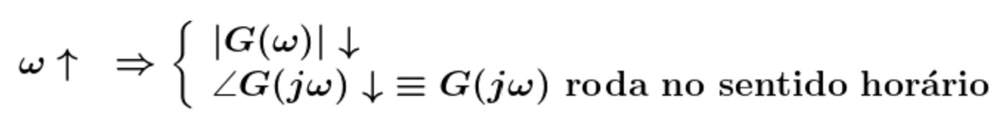 |G(ω)| ↓
ω ↑ ⇒ {
∠G(jω) ↓ ≡ G(jω) roda no sentido horário